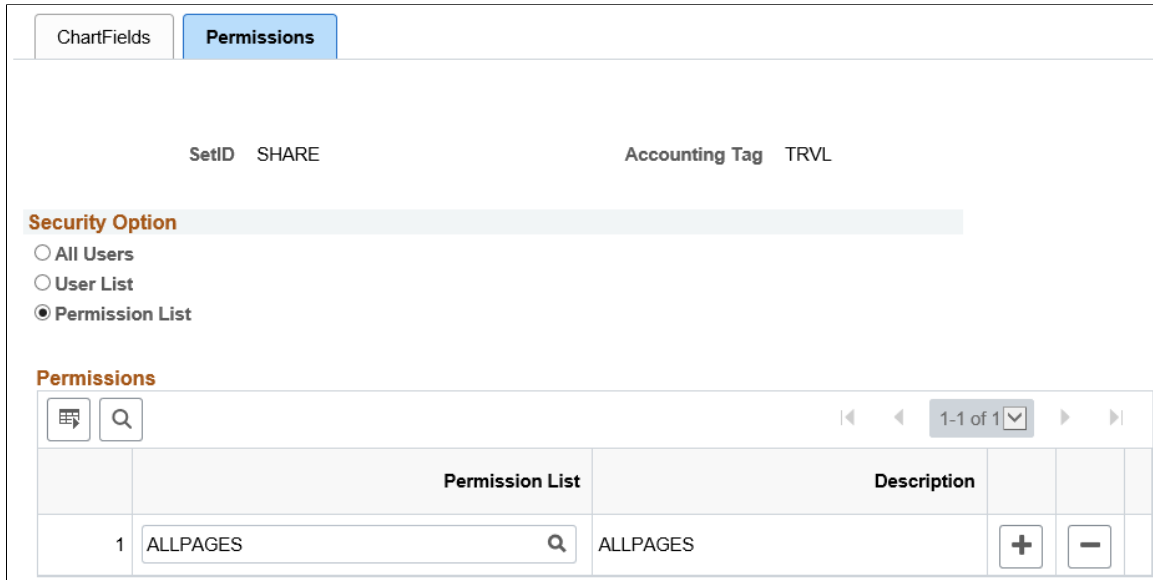 ChartFields Permissions
SetID SHARE Accounting Tag TRVL
Security Option
All Users
User List
Permission List
Permissions
1-1 of 1
Permission List Description
1 ALLPAGES ALLPAGES